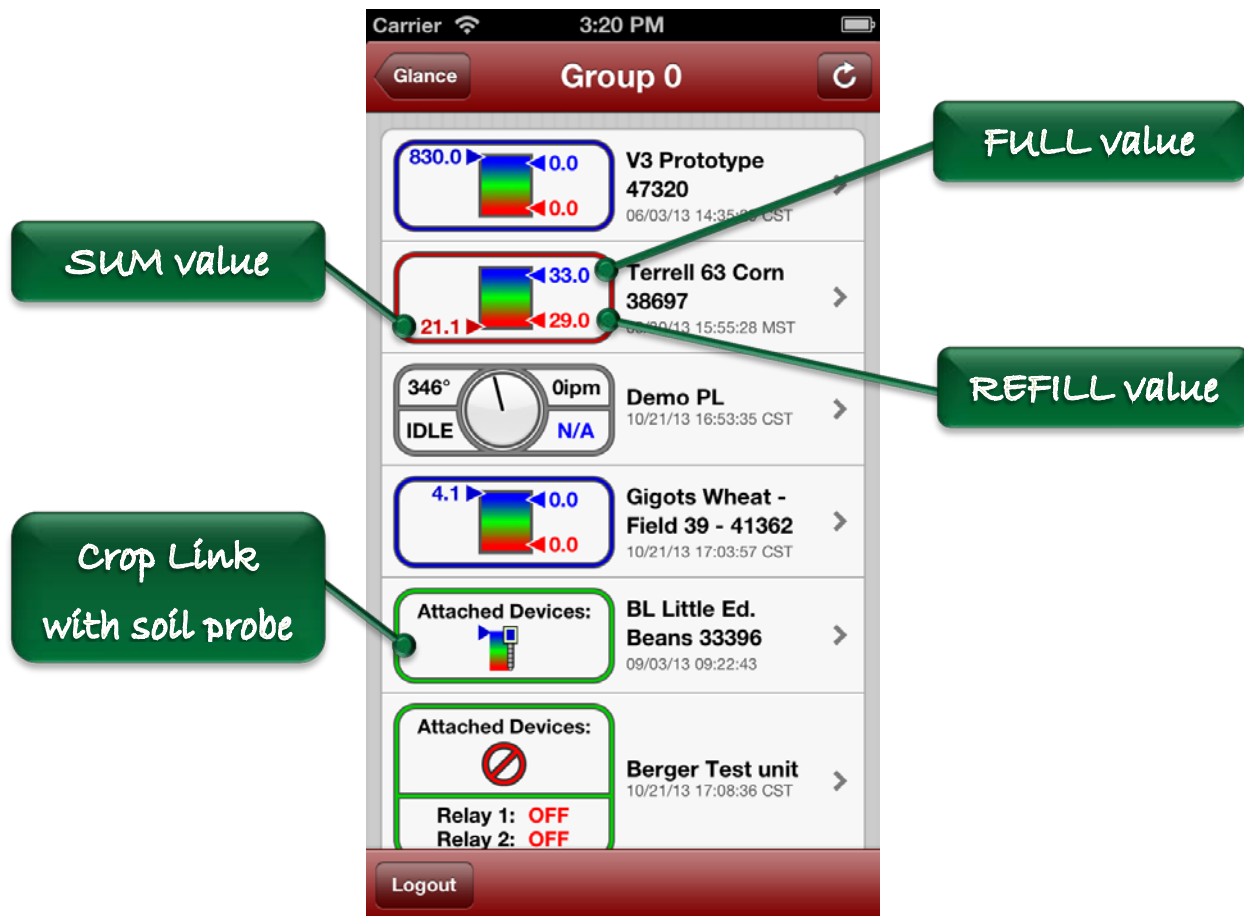 Carrier 3:20 PM
Glance Group 0
FULL value
830.0 0.0
0.0
V3 Prototype
47320
06/03/13 14:35: CST
SUM value
33.0
21.1 29.0
Terrell 63 Corn
38697
15:55:28 MST
REFILL value
346° 0ipm
IDLE N/A
Demo PL
10/21/13 16:53:35 CST
4.1 0.0
0.0
Gigots Wheat -
Field 39 - 41362
10/21/13 17:03:57 CST
Crop Link
with soil probe
Attached Devices:
BL Little Ed.
Beans 33396
09/03/13 09:22:43
Attached Devices:
Relay 1: OFF
Relay 2: OFF
Berger Test unit
10/21/13 17:08:36 CST
Logout